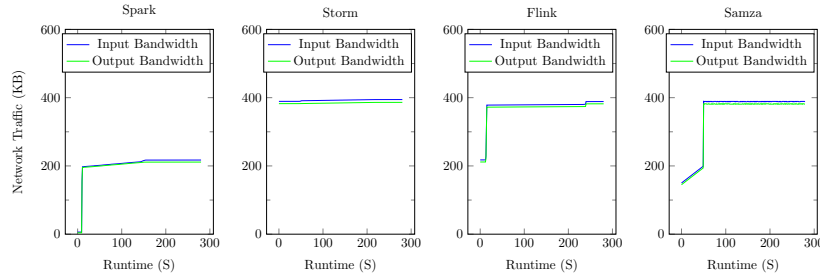 Spark
Storm
Flink
Samza
Network Traffic (KB)
600
400
200
0
Input Bandwidth
Output Bandwidth
0 100 200 300
Runtime (S)
600
400
200
0
Input Bandwidth
Output Bandwidth
0 100 200 300
Runtime (S)
600
400
200
0
Input Bandwidth
Output Bandwidth
0 100 200 300
Runtime (S)
600
400
200
0
Input Bandwidth
Output Bandwidth
0 100 200 300
Runtime (S)